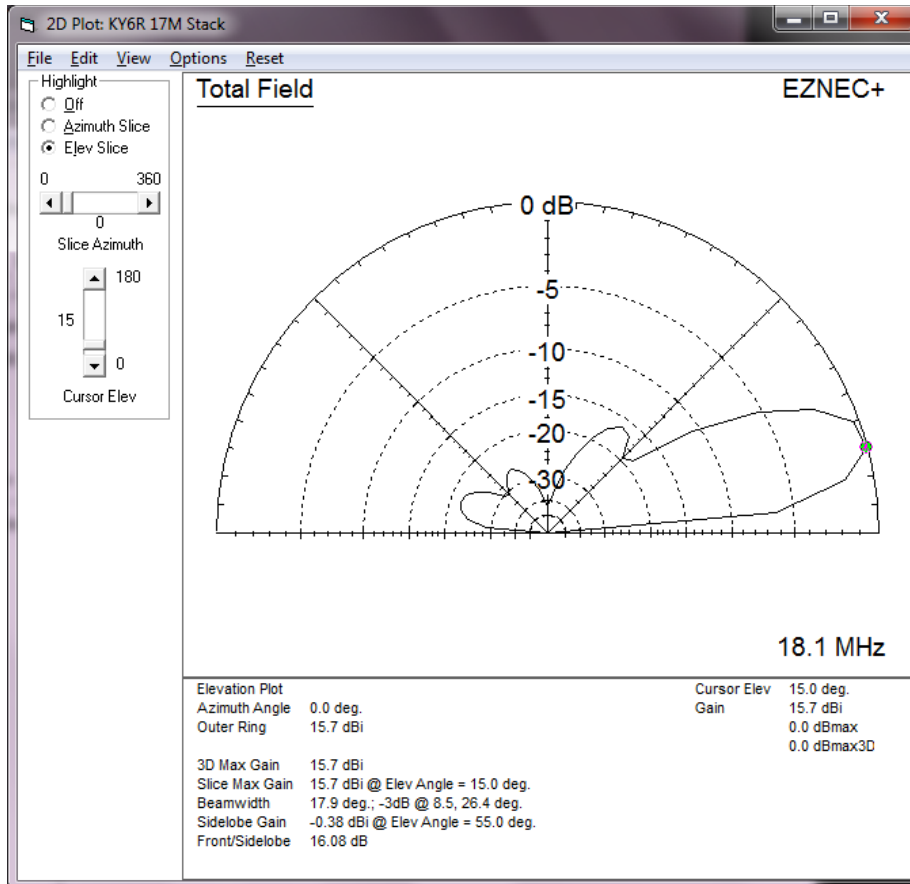 2D Plot: KY6R 17M Stack
File Edit View Options Reset
Highlight
Off
Azimuth Slice
Elev Slice
0 360
0
Slice Azimuth
180
15
0
Cursor Elev
Total Field EZNEC+
0 dB
-5
-10
-15
-20
-30
18.1 MHz
Elevation Plot
Azimuth Angle 0.0 deg.
Outer Ring 15.7 dBi
3D Max Gain 15.7 dBi
Slice Max Gain 15.7 dBi @ Elev Angle = 15.0 deg.
Beamwidth 17.9 deg.; -3dB @ 8.5, 26.4 deg.
Sidelobe Gain -0.38 dBi @ Elev Angle = 55.0 deg.
Front/Sidelobe 16.08 dB
Cursor Elev 15.0 deg.
Gain 15.7 dBi
0.0 dBmax
0.0 dBmax3D